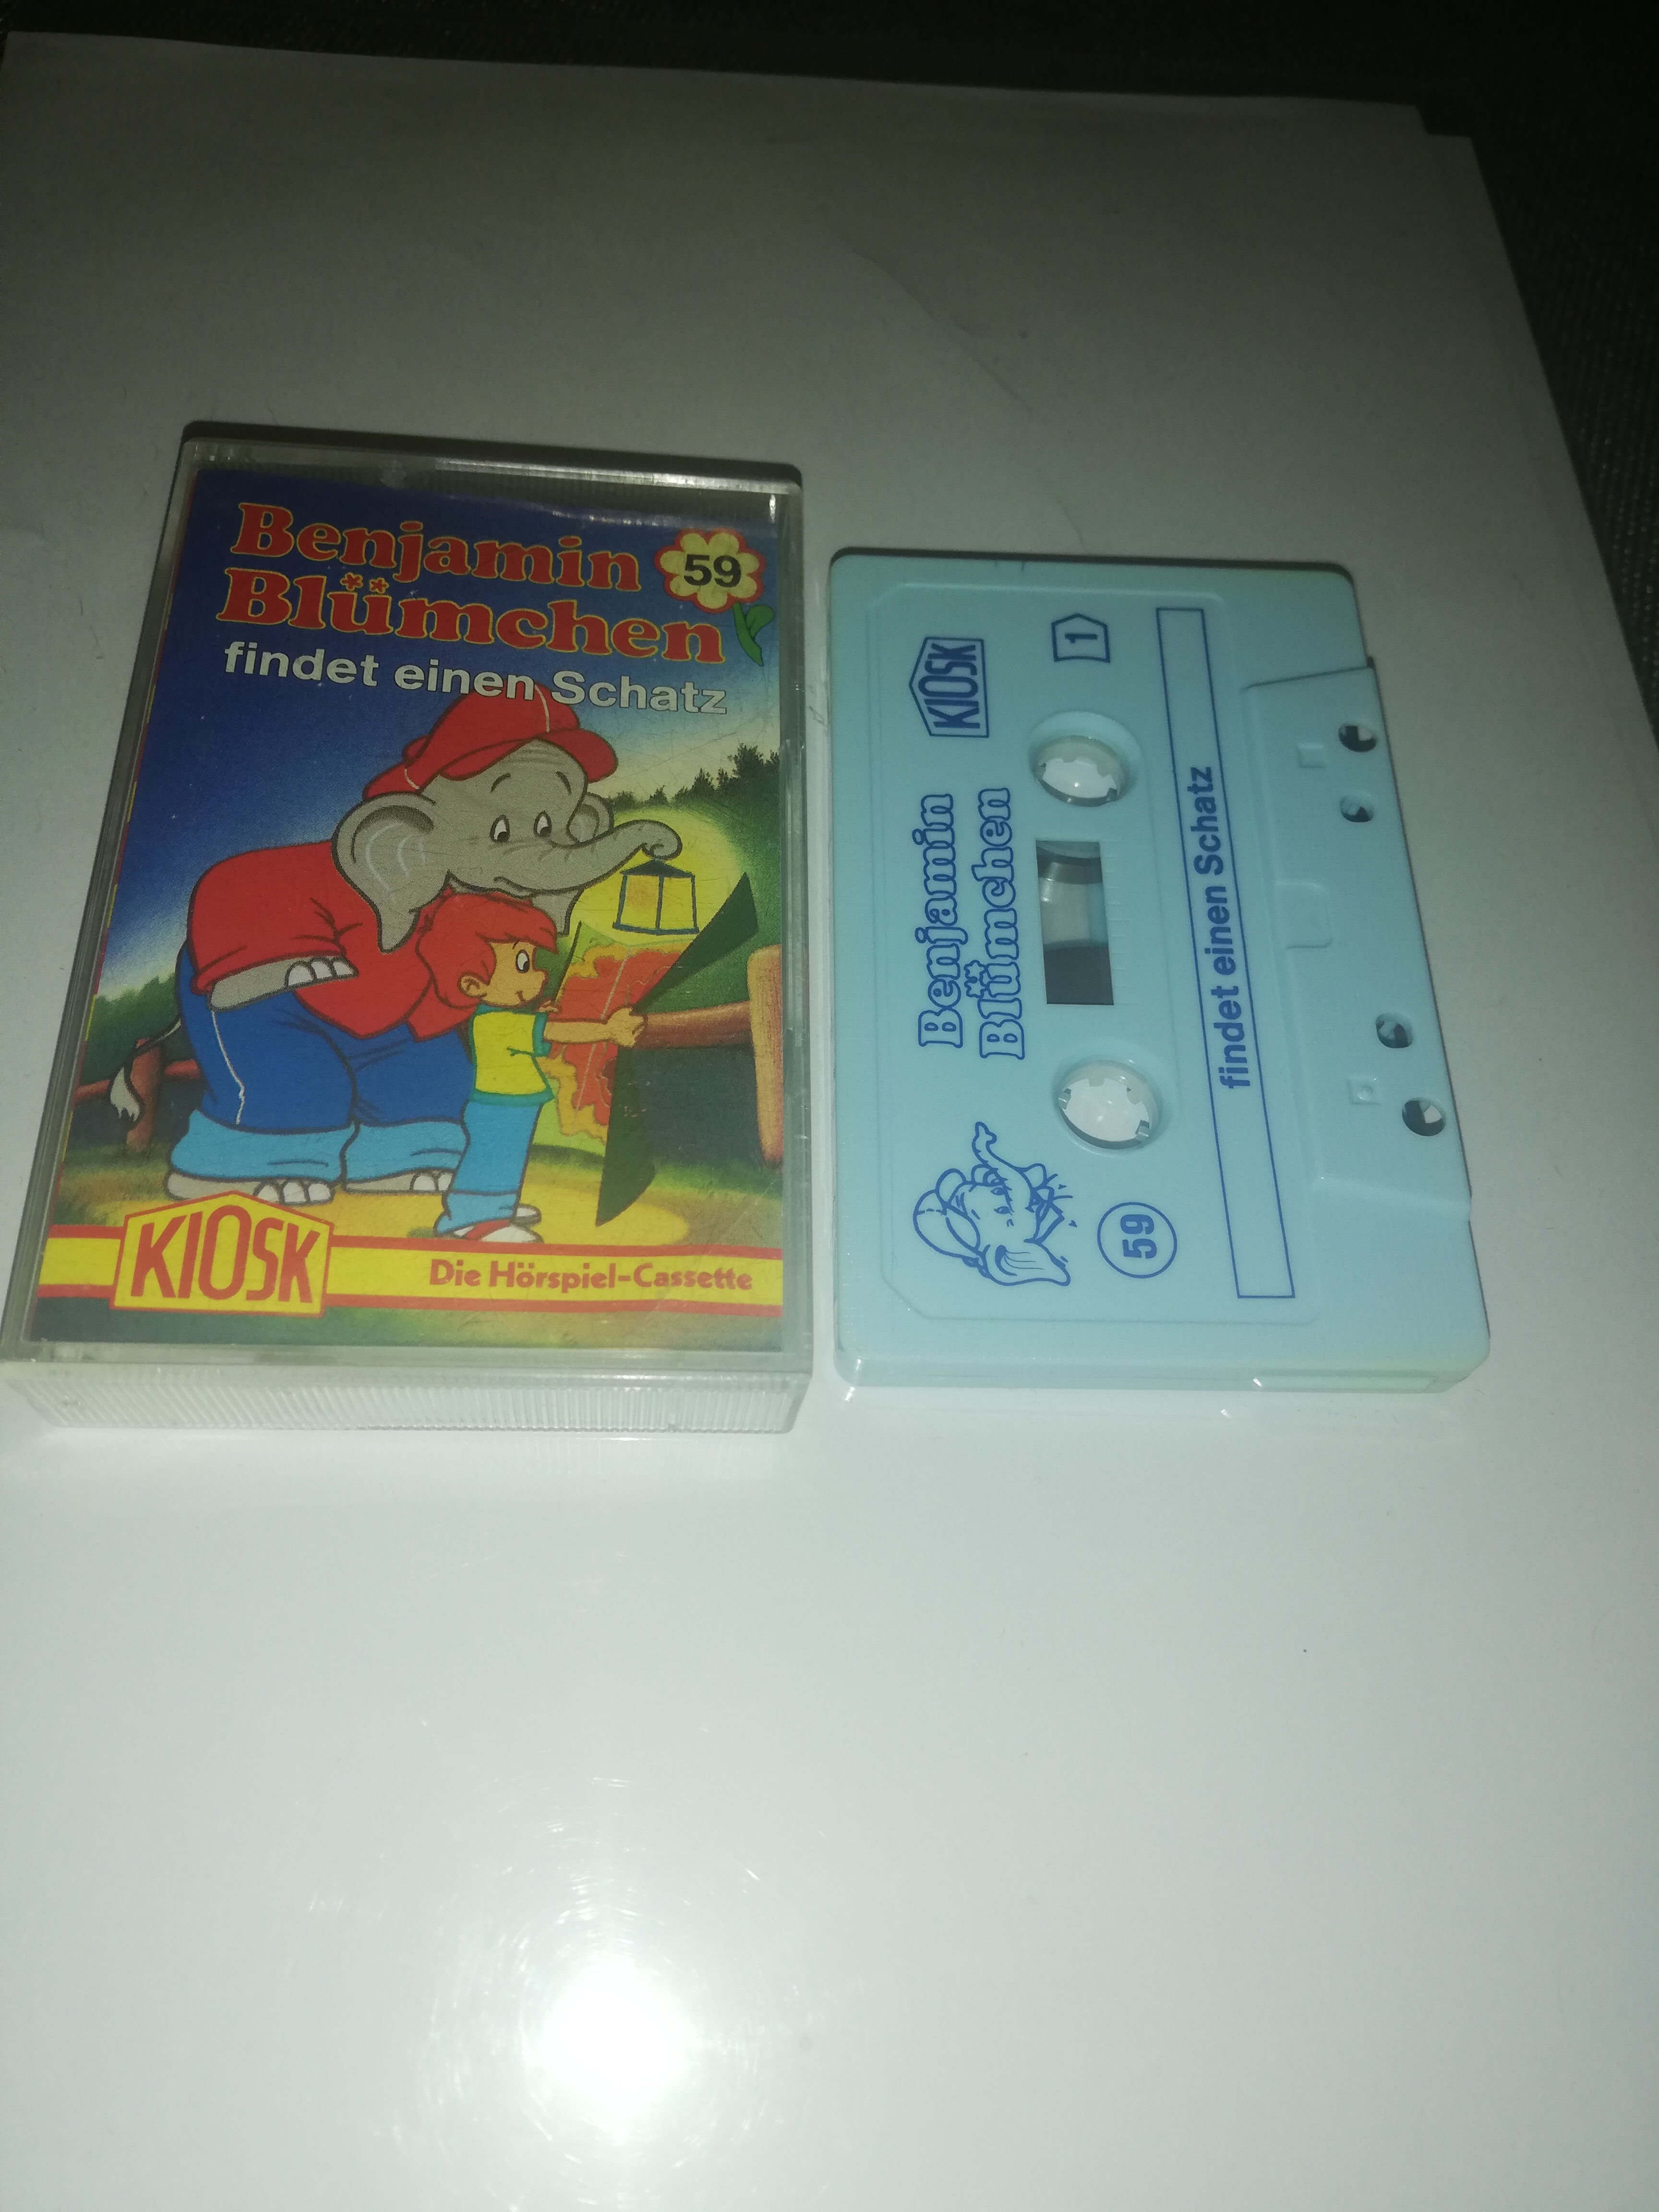 Benjamin
Blümchen
59
findet einen Schatz
KIOSK
Die Hörspiel-Cassette
KIOSK
1
Benjamin
Blümchen
59
findet einen Schatz